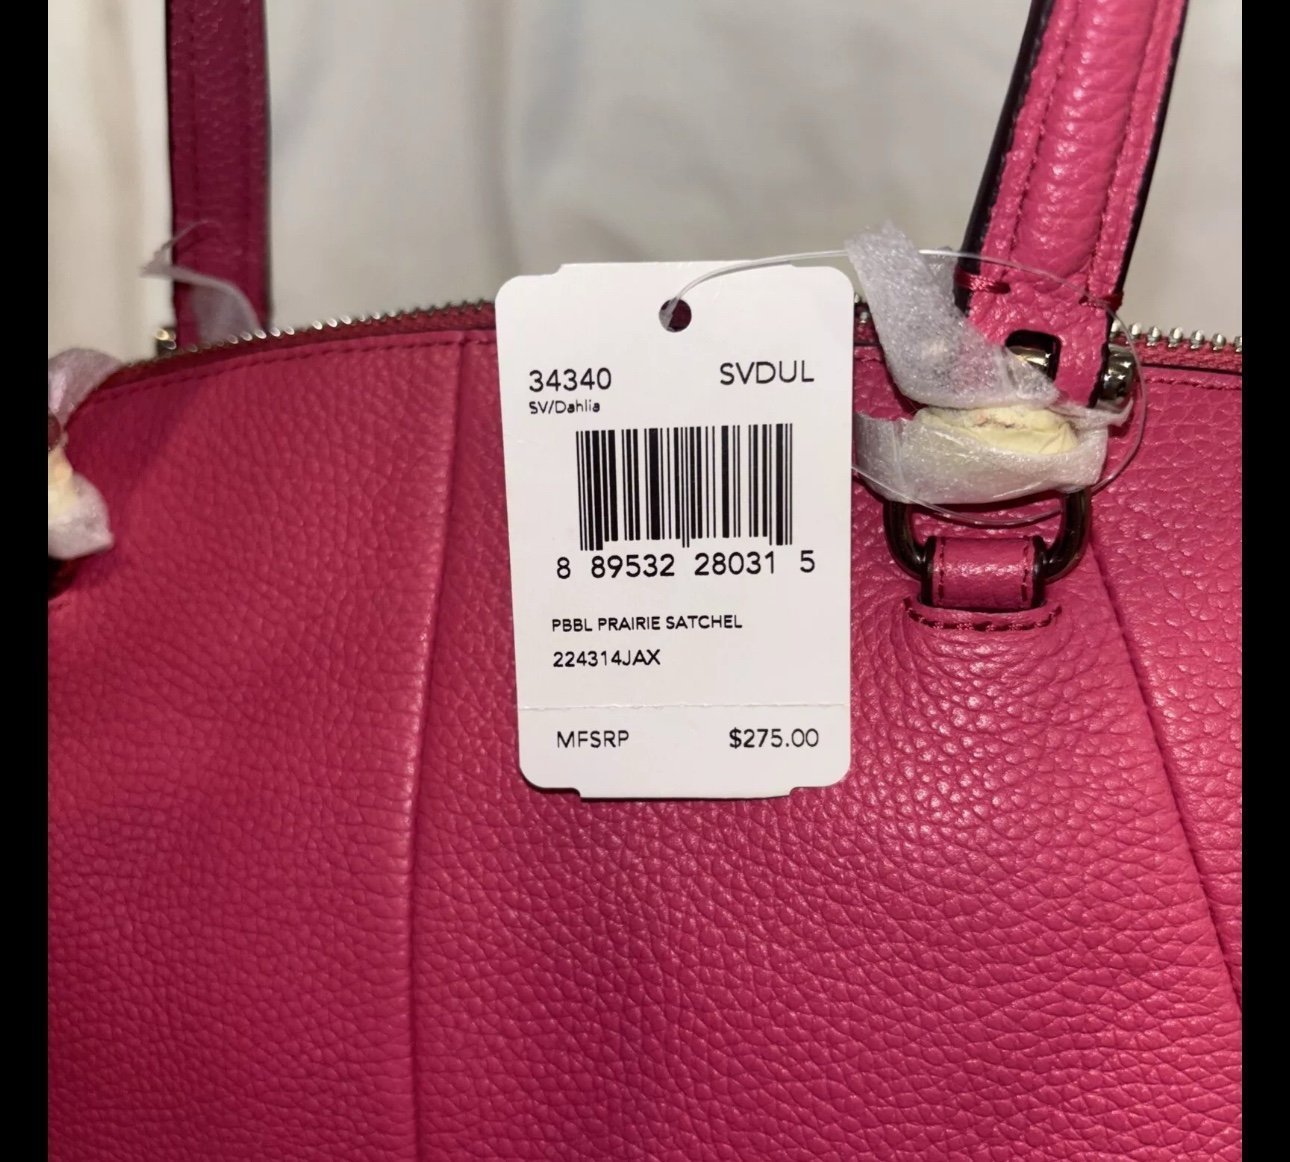 34340 SVDUL
SV/Dahlia
8 89532 28031 5
PBBL PRAIRIE SATCHEL
224314JAX
MFSRP $275.00